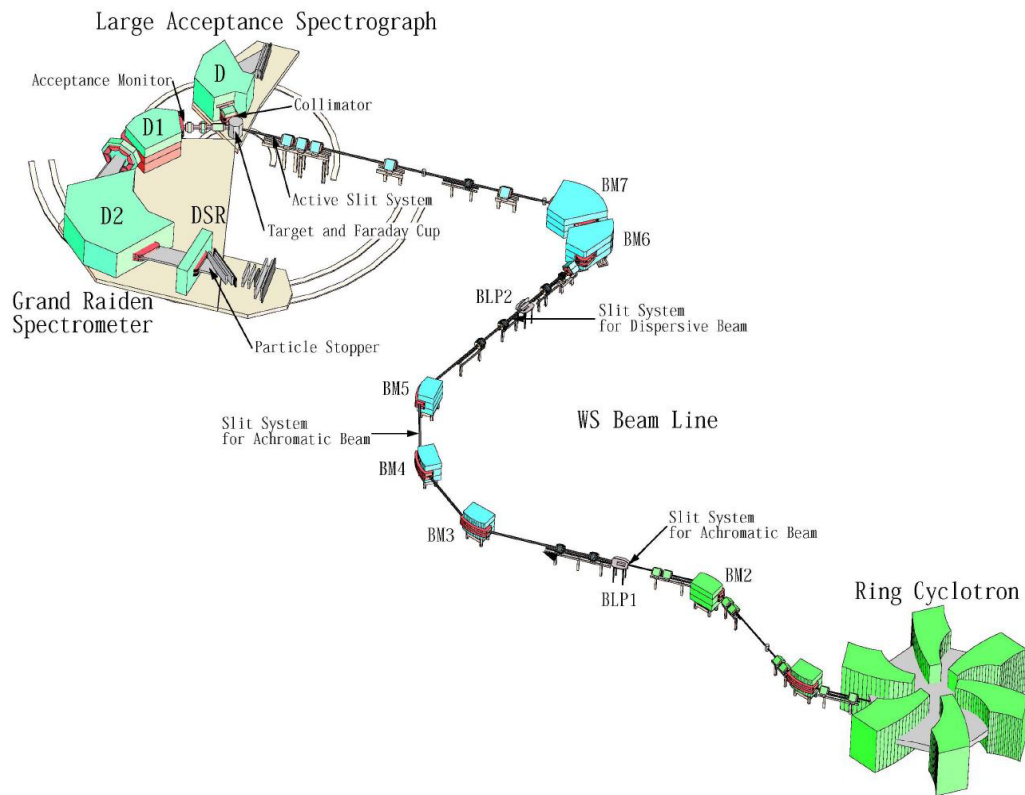 Large Acceptance Spectrograph
D
Acceptance Monitor
Collimator
D1
BM7
Active Slit System
D2
DSR
Target and Faraday Cup
BM6
BLP2
Grand Raiden
Spectrometer
Slit System
for Dispersive Beam
Particle Stopper
BM5
WS Beam Line
Slit System
for Achromatic Beam
BM4
Slit System
for Achromatic Beam
BM3
BM2
BLP1
Ring Cyclotron